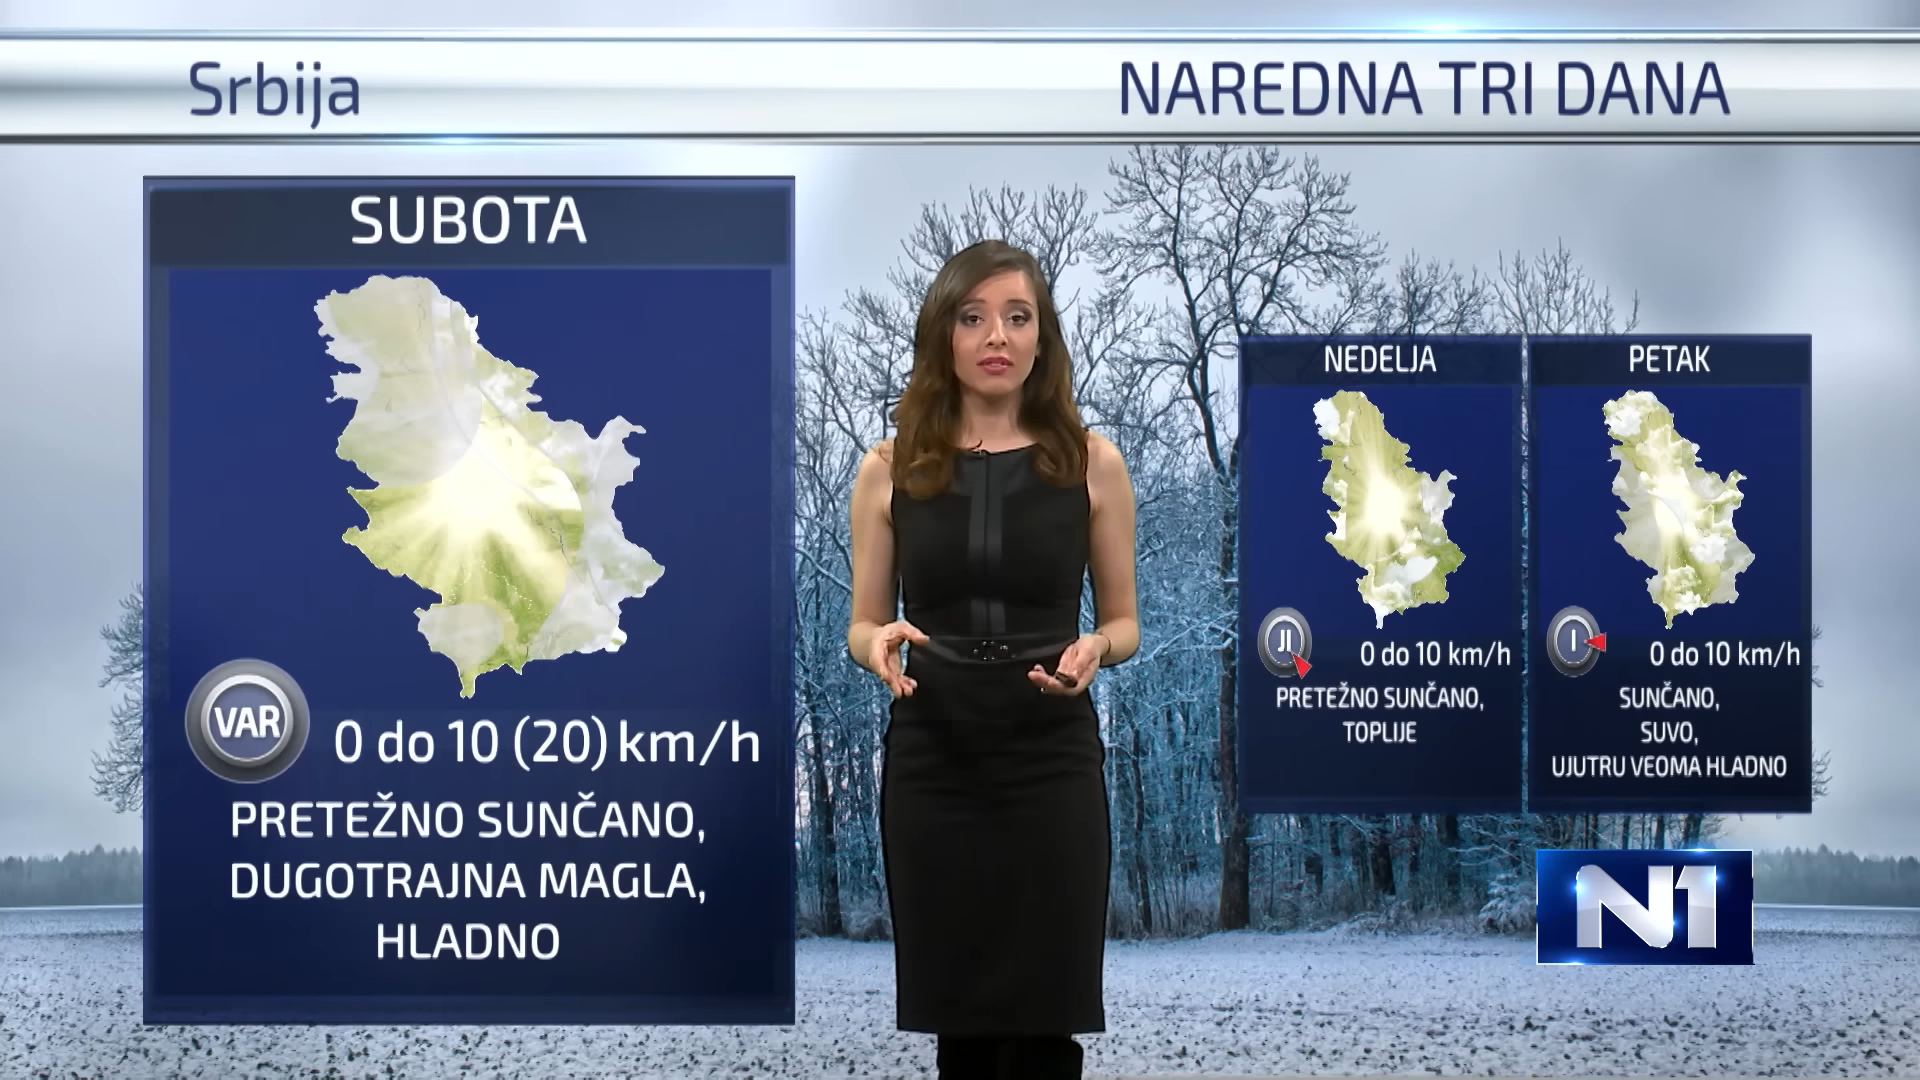 Srbija
NAREDNA TRI DANA
SUBOTA
VAR
0 do 10 (20) km/h
PRETEŽNO SUNČANO,
DUGOTRAJNA MAGLA,
HLADNO
NEDELJA
JI
0 do 10 km/h
PRETEŽNO SUNČANO,
TOPLIJE
PETAK
I
0 do 10 km/h
SUNČANO,
SUVO,
UJUTRU VEOMA HLADNO
N1